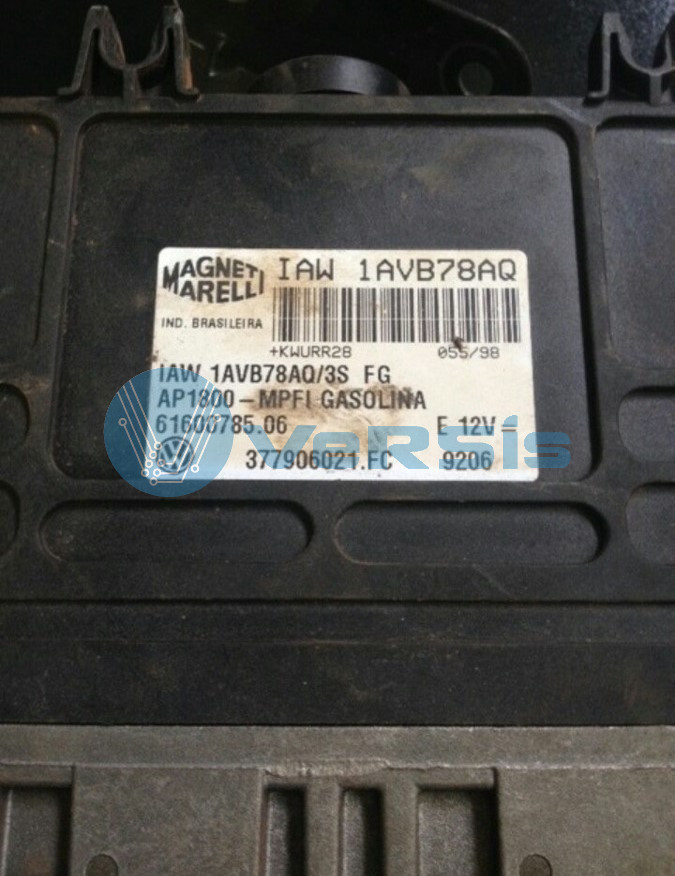 MAGNETI MARELLI
IAW 1AVB78AQ
IND. BRASILEIRA
+KWURR28 055/98
IAW 1AVB78AQ/3S FG
AP1800-MPFI GASOLINA
61600785.06 E 12V=
377906021.FC 9206
VeRSis